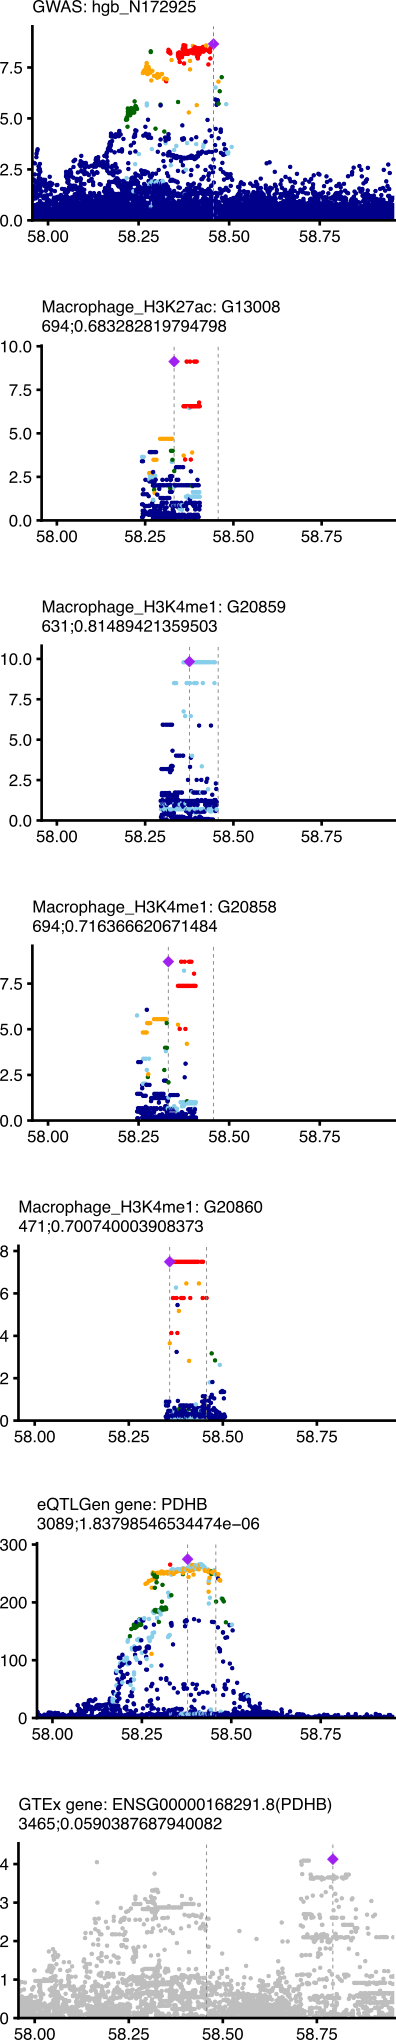 GWAS: hgb_N172925
7.5
5.0
2.5
0.0
58.00 58.25 58.50 58.75
Macrophage_H3K27ac: G13008
694;0.683282819794798
10.0
7.5
5.0
2.5
0.0
58.00 58.25 58.50 58.75
Macrophage_H3K4me1: G20859
631;0.81489421359503
10.0
7.5
5.0
2.5
0.0
58.00 58.25 58.50 58.75
Macrophage_H3K4me1: G20858
694;0.716366620671484
7.5
5.0
2.5
0.0
58.00 58.25 58.50 58.75
Macrophage_H3K4me1: G20860
471;0.700740003908373
8
6
4
2
0
58.00 58.25 58.50 58.75
eQTLGen gene: PDHB
3089;1.83798546534474e−06
300
200
100
0
58.00 58.25 58.50 58.75
GTEx gene: ENSG00000168291.8(PDHB)
3465;0.0590387687940082
4
3
2
1
0
58.00 58.25 58.50 58.75